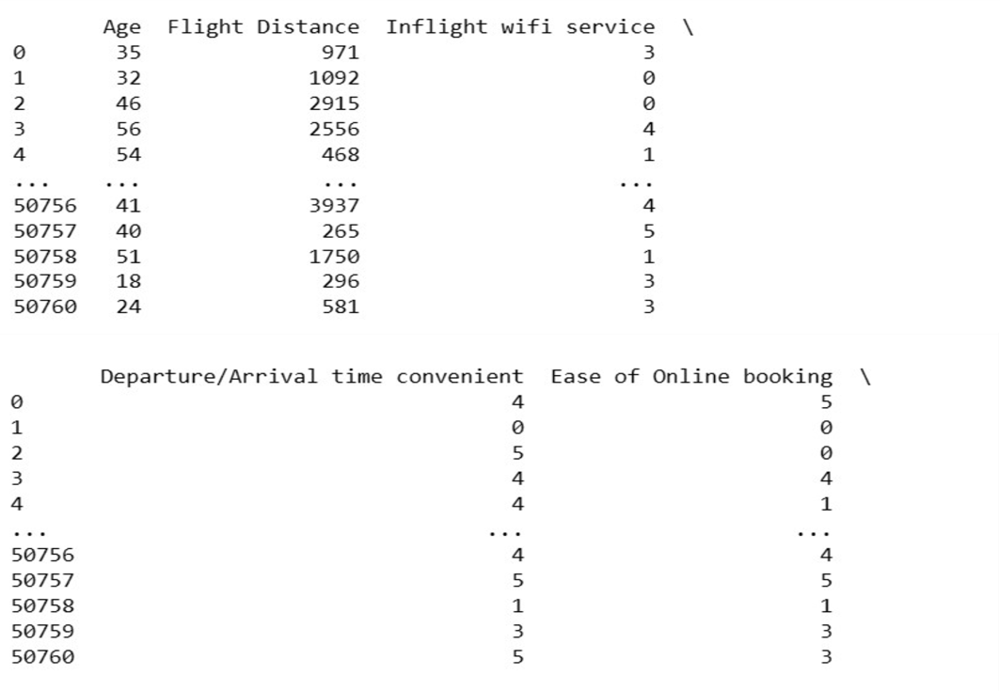 Age Flight Distance Inflight wifi service \
0 35 971 3
1 32 1092 0
2 46 2915 0
3 56 2556 4
4 54 468 1
... ... ... ...
50756 41 3937 4
50757 40 265 5
50758 51 1750 1
50759 18 296 3
50760 24 581 3
Departure/Arrival time convenient Ease of Online booking \
0 4 5
1 0 0
2 5 0
3 4 4
4 4 1
... ... ...
50756 4 4
50757 5 5
50758 1 1
50759 3 3
50760 5 3